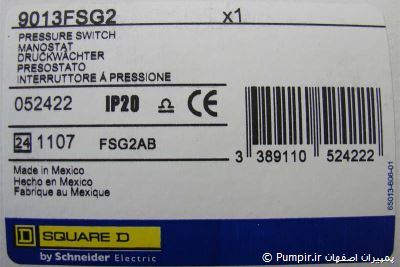 9013FSG2 x1
PRESSURE SWITCH
MANOSTAT
DRUCKWÄCHTER
PRESOSTATO
INTERRUTTORE À PRESSIONE
052422 IP20 CE
24 1107 FSG2AB
3 389110 524222
Made in Mexico
Hecho en Mexico
Fabrique au Mexique
65013-606-01
D SQUARE D
by Schneider Electric
© Pumpir.ir پمپیران اصفهان